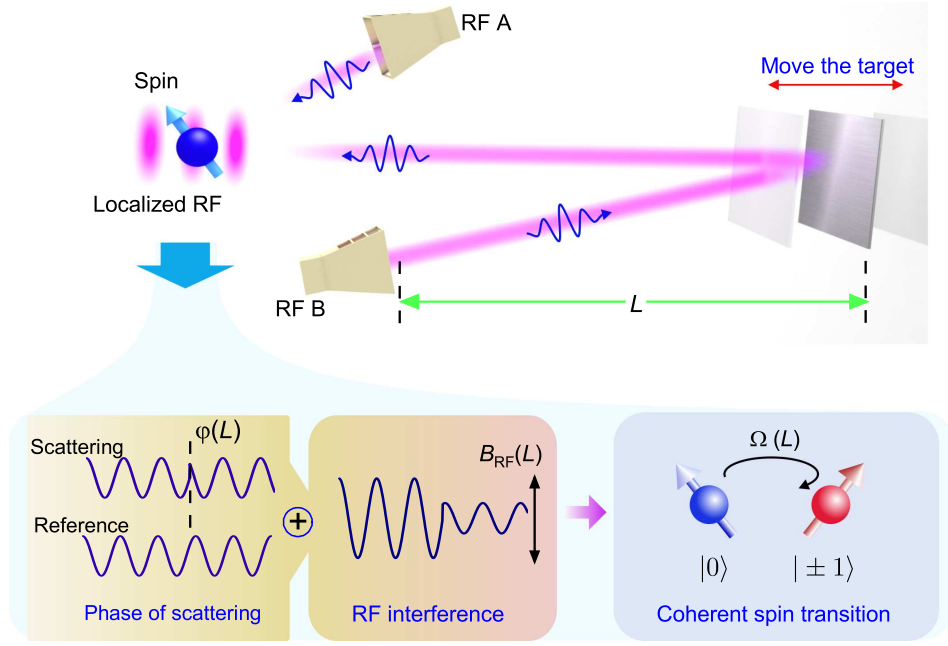 RF A
Move the target
Spin
Localized RF
RF B
L
φ(L)
Scattering
Reference
Phase of scattering
+
B_RF(L)
RF interference
Ω (L)
|0⟩
| ± 1⟩
Coherent spin transition